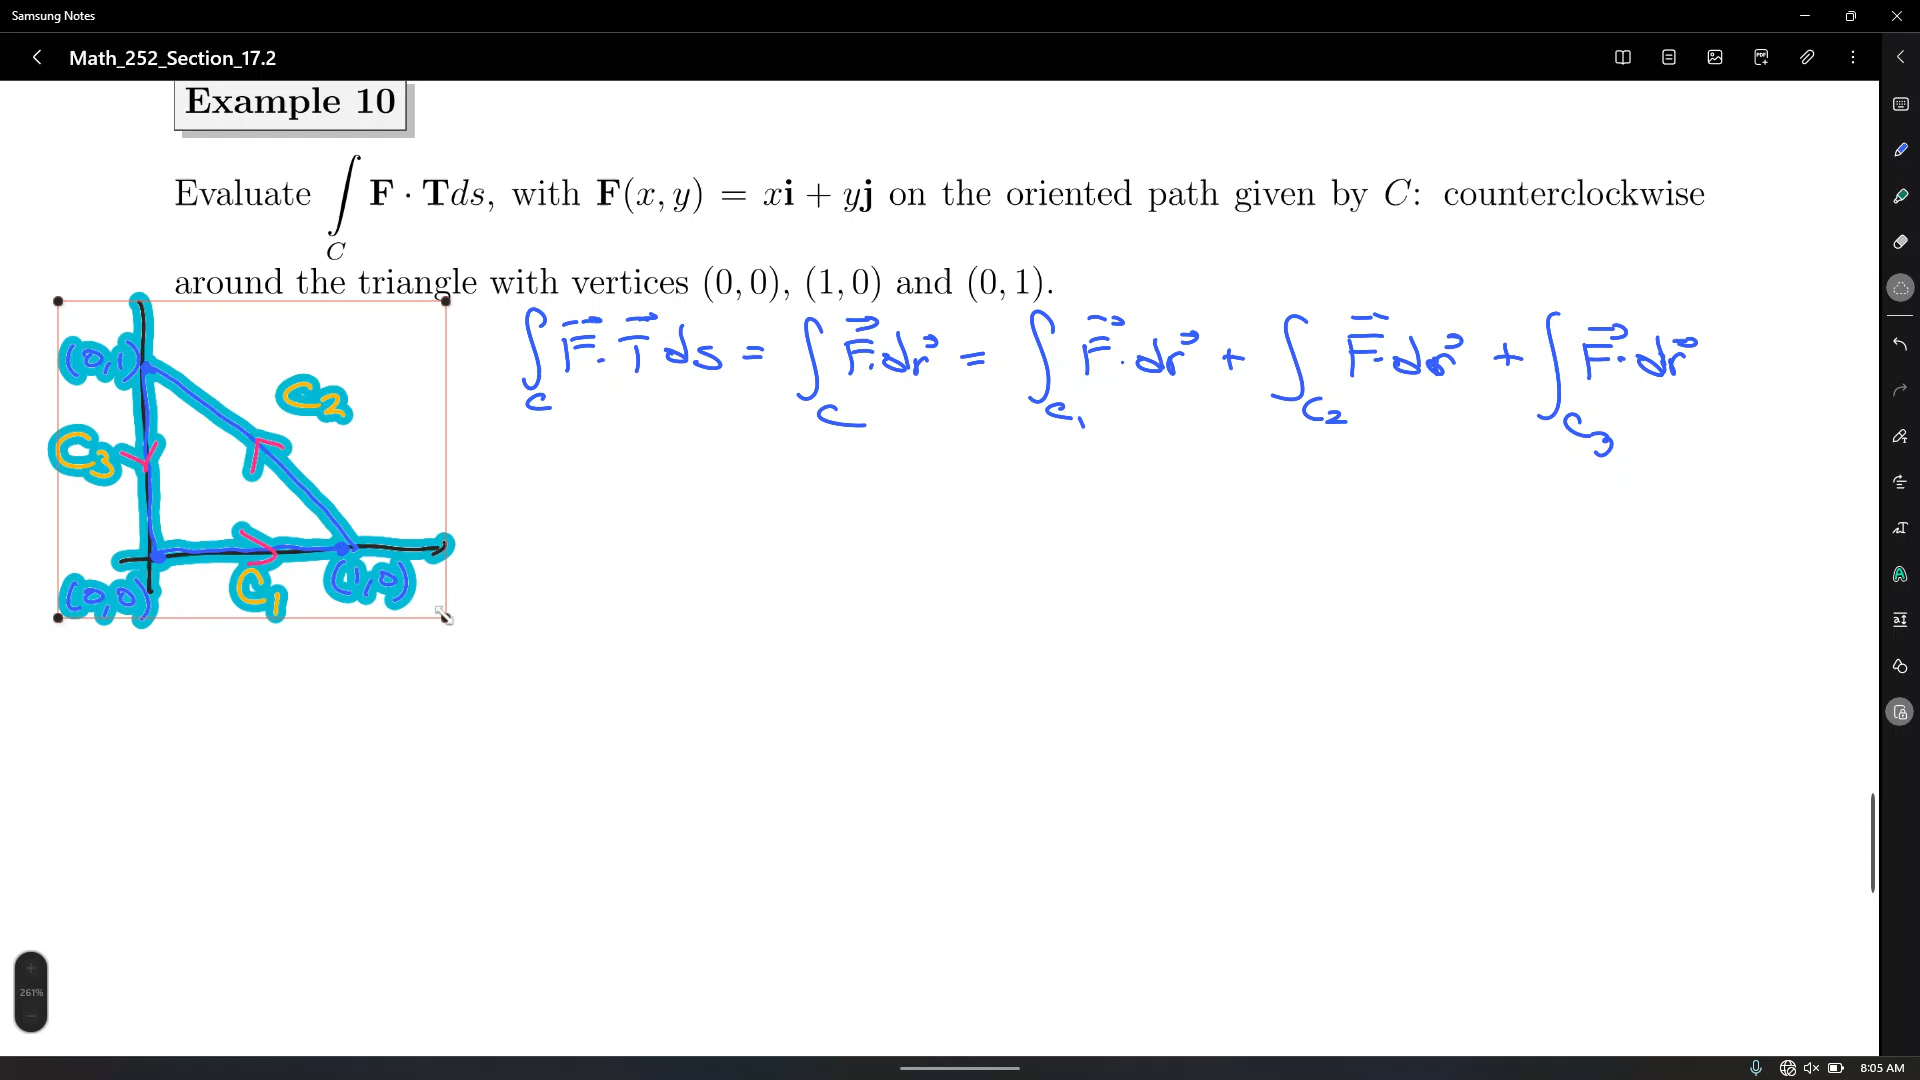 Samsung Notes
Math_252_Section_17.2
Example 10
Evaluate ∫_C F · Tds, with F(x, y) = xi + yj on the oriented path given by C: counterclockwise
around the triangle with vertices (0, 0), (1, 0) and (0, 1).
∫_C F⃗ · T⃗ ds = ∫_C F⃗ · dr⃗ = ∫_C₁ F⃗ · dr⃗ + ∫_C₂ F⃗ · dr⃗ + ∫_C₃ F⃗ · dr⃗
(0,1)
C2
C3
(0,0)
C1
(1,0)
261%
8:05 AM